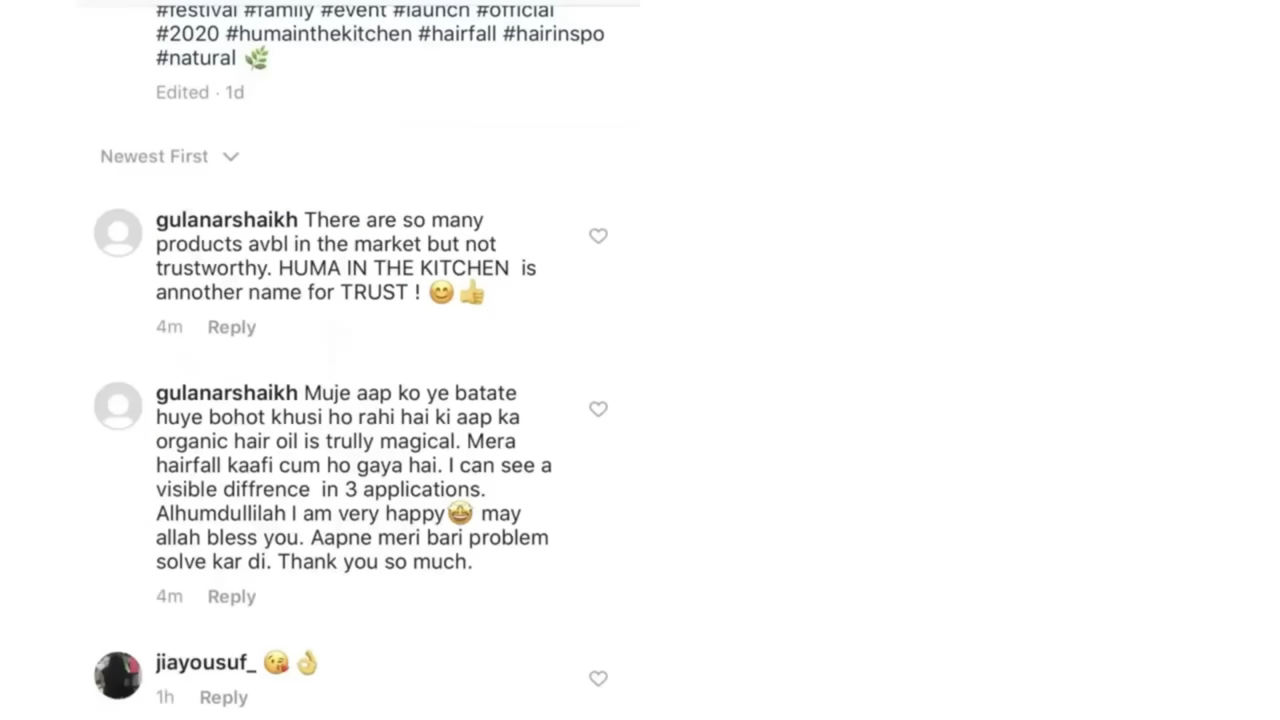 #festival #family #event #launch #official
#2020 #humainthekitchen #hairfall #hairinspo
#natural 🌿
Edited · 1d
Newest First
gulanarshaikh There are so many
products avbl in the market but not
trustworthy. HUMA IN THE KITCHEN is
annother name for TRUST ! 😊👍
4m Reply
gulanarshaikh Muje aap ko ye batate
huye bohot khusi ho rahi hai ki aap ka
organic hair oil is trully magical. Mera
hairfall kaafi cum ho gaya hai. I can see a
visible diffrence in 3 applications.
Alhumdullilah I am very happy🤩 may
allah bless you. Aapne meri bari problem
solve kar di. Thank you so much.
4m Reply
jiayousuf_ 😘👌
1h Reply